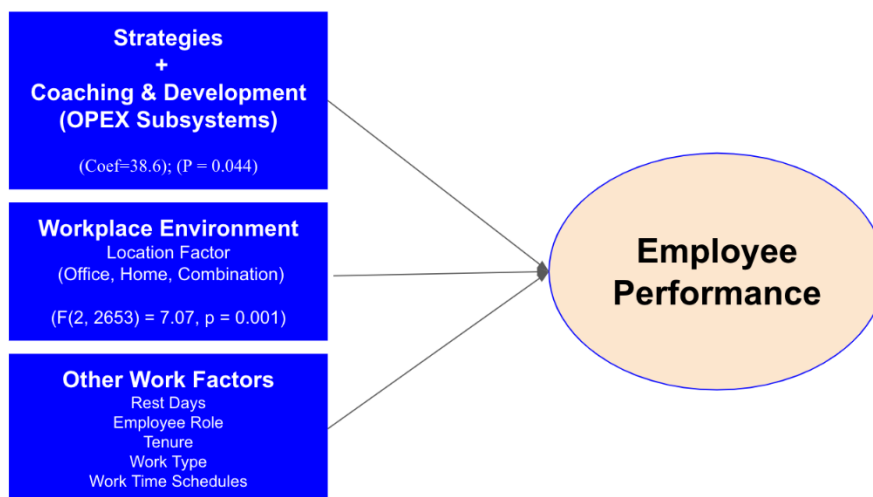 Strategies
+
Coaching & Development
(OPEX Subsystems)
(Coef=38.6); (P = 0.044)
Workplace Environment
Location Factor
(Office, Home, Combination)
(F(2, 2653) = 7.07, p = 0.001)
Other Work Factors
Rest Days
Employee Role
Tenure
Work Type
Work Time Schedules
Employee
Performance